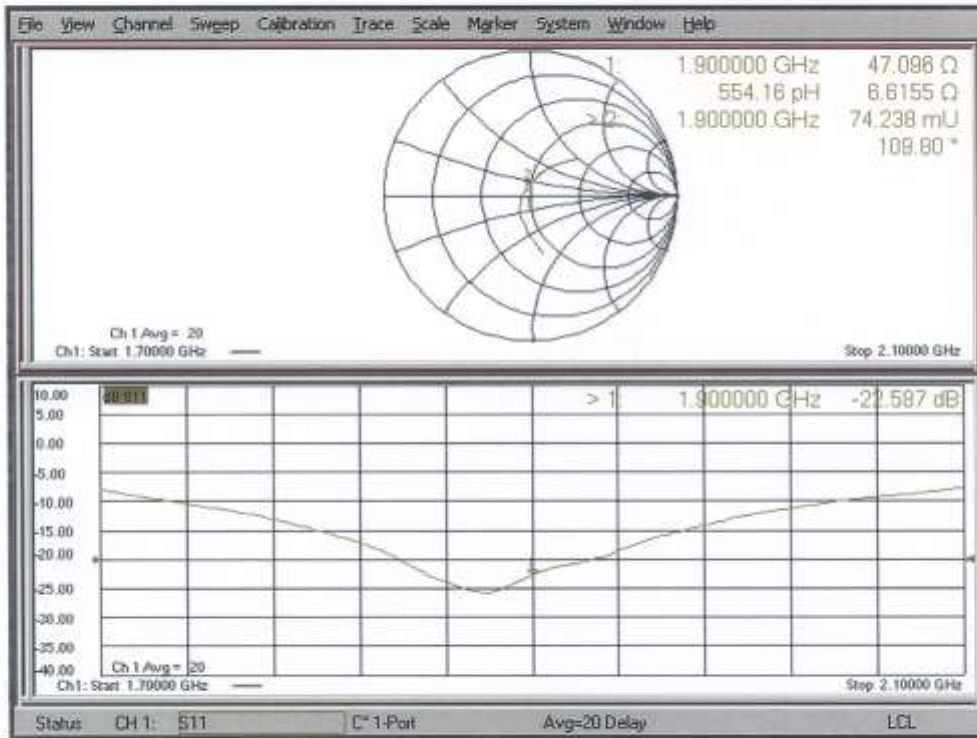 File View Channel Sweep Calibration Trace Scale Marker System Window Help
1: 1.900000 GHz 47.096 Ω
554.16 pH 6.6155 Ω
> 2: 1.900000 GHz 74.238 mU
109.80 °
Ch 1 Avg = 20
Ch1: Start 1.70000 GHz
Stop 2.10000 GHz
10.00
dB S11
> 1: 1.900000 GHz -22.587 dB
5.00
0.00
-5.00
-10.00
-15.00
-20.00
-25.00
-30.00
-35.00
-40.00
Ch 1 Avg = 20
Ch1: Start 1.70000 GHz
Stop 2.10000 GHz
Status CH 1: S11 C* 1-Port Avg=20 Delay LCL